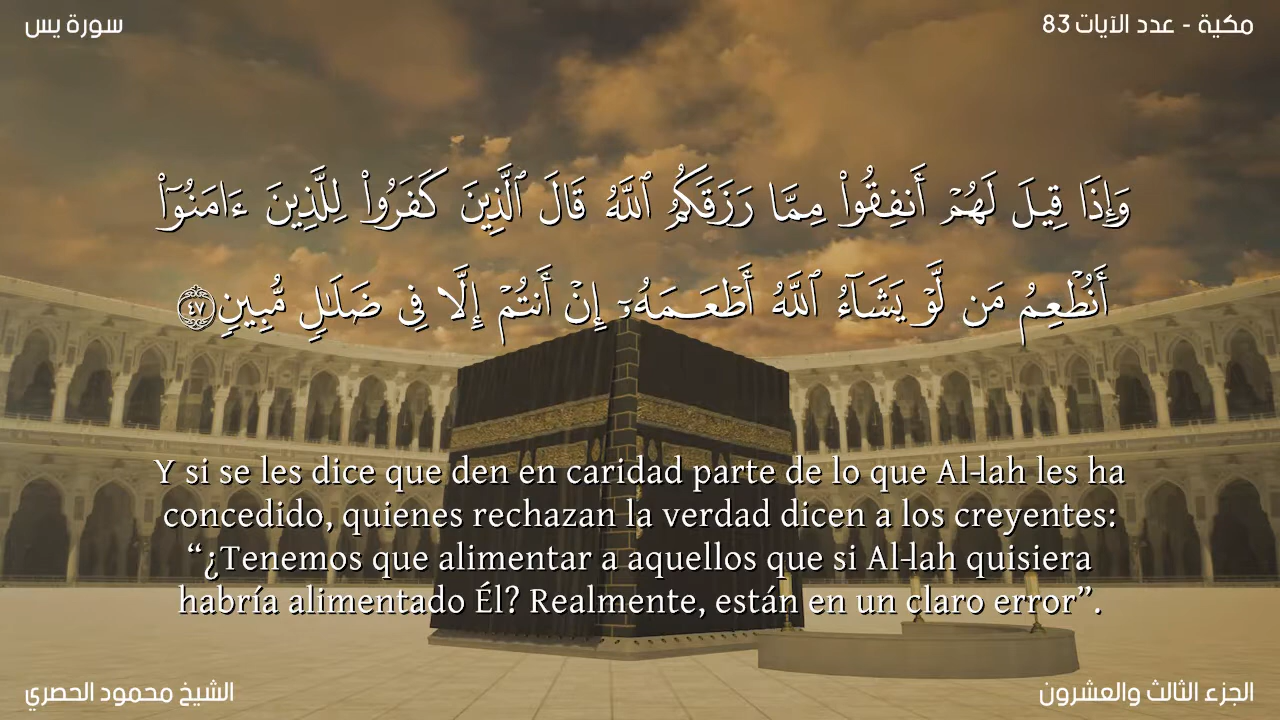 سورة يس
مكية - عدد الآيات 83
وَإِذَا قِيلَ لَهُمۡ أَنفِقُواْ مِمَّا رَزَقَكُمُ ٱللَّهُ قَالَ ٱلَّذِينَ كَفَرُواْ لِلَّذِينَ ءَامَنُوٓاْ
أَنُطۡعِمُ مَن لَّوۡ يَشَآءُ ٱللَّهُ أَطۡعَمَهُۥٓ إِنۡ أَنتُمۡ إِلَّا فِي ضَلَٰلٖ مُّبِينٖ ٤٧
Y si se les dice que den en caridad parte de lo que Al-lah les ha
concedido, quienes rechazan la verdad dicen a los creyentes:
“¿Tenemos que alimentar a aquellos que si Al-lah quisiera
habría alimentado Él? Realmente, están en un claro error”.
الشيخ محمود الحصري
الجزء الثالث والعشرون